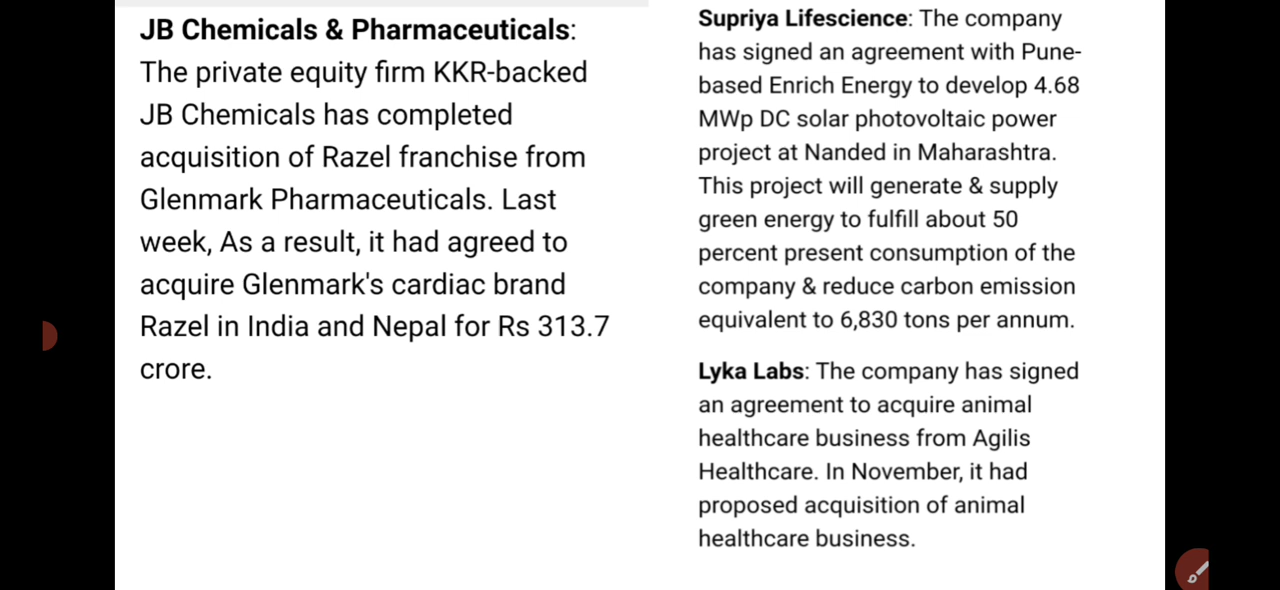 JB Chemicals & Pharmaceuticals:
The private equity firm KKR-backed
JB Chemicals has completed
acquisition of Razel franchise from
Glenmark Pharmaceuticals. Last
week, As a result, it had agreed to
acquire Glenmark's cardiac brand
Razel in India and Nepal for Rs 313.7
crore.
Supriya Lifescience: The company
has signed an agreement with Pune-
based Enrich Energy to develop 4.68
MWp DC solar photovoltaic power
project at Nanded in Maharashtra.
This project will generate & supply
green energy to fulfill about 50
percent present consumption of the
company & reduce carbon emission
equivalent to 6,830 tons per annum.
Lyka Labs: The company has signed
an agreement to acquire animal
healthcare business from Agilis
Healthcare. In November, it had
proposed acquisition of animal
healthcare business.